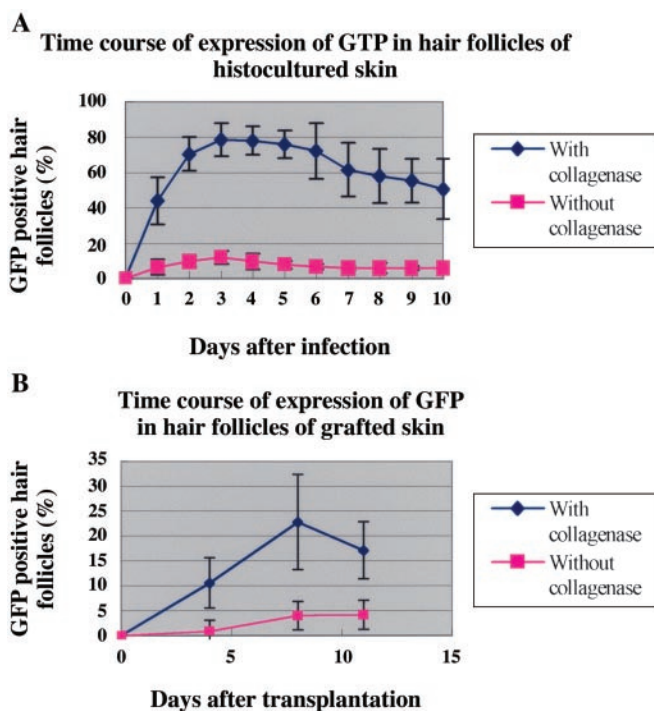 A
Time course of expression of GTP in hair follicles of
histocultured skin
GFP positive hair
follicles (%)
100
80
60
40
20
0
0 1 2 3 4 5 6 7 8 9 10
Days after infection
With
collagenase
Without
collagenase
B
Time course of expression of GFP
in hair follicles of grafted skin
GFP positive hair
follicles (%)
35
30
25
20
15
10
5
0
0 5 10 15
Days after transplantation
With
collagenase
Without
collagenase